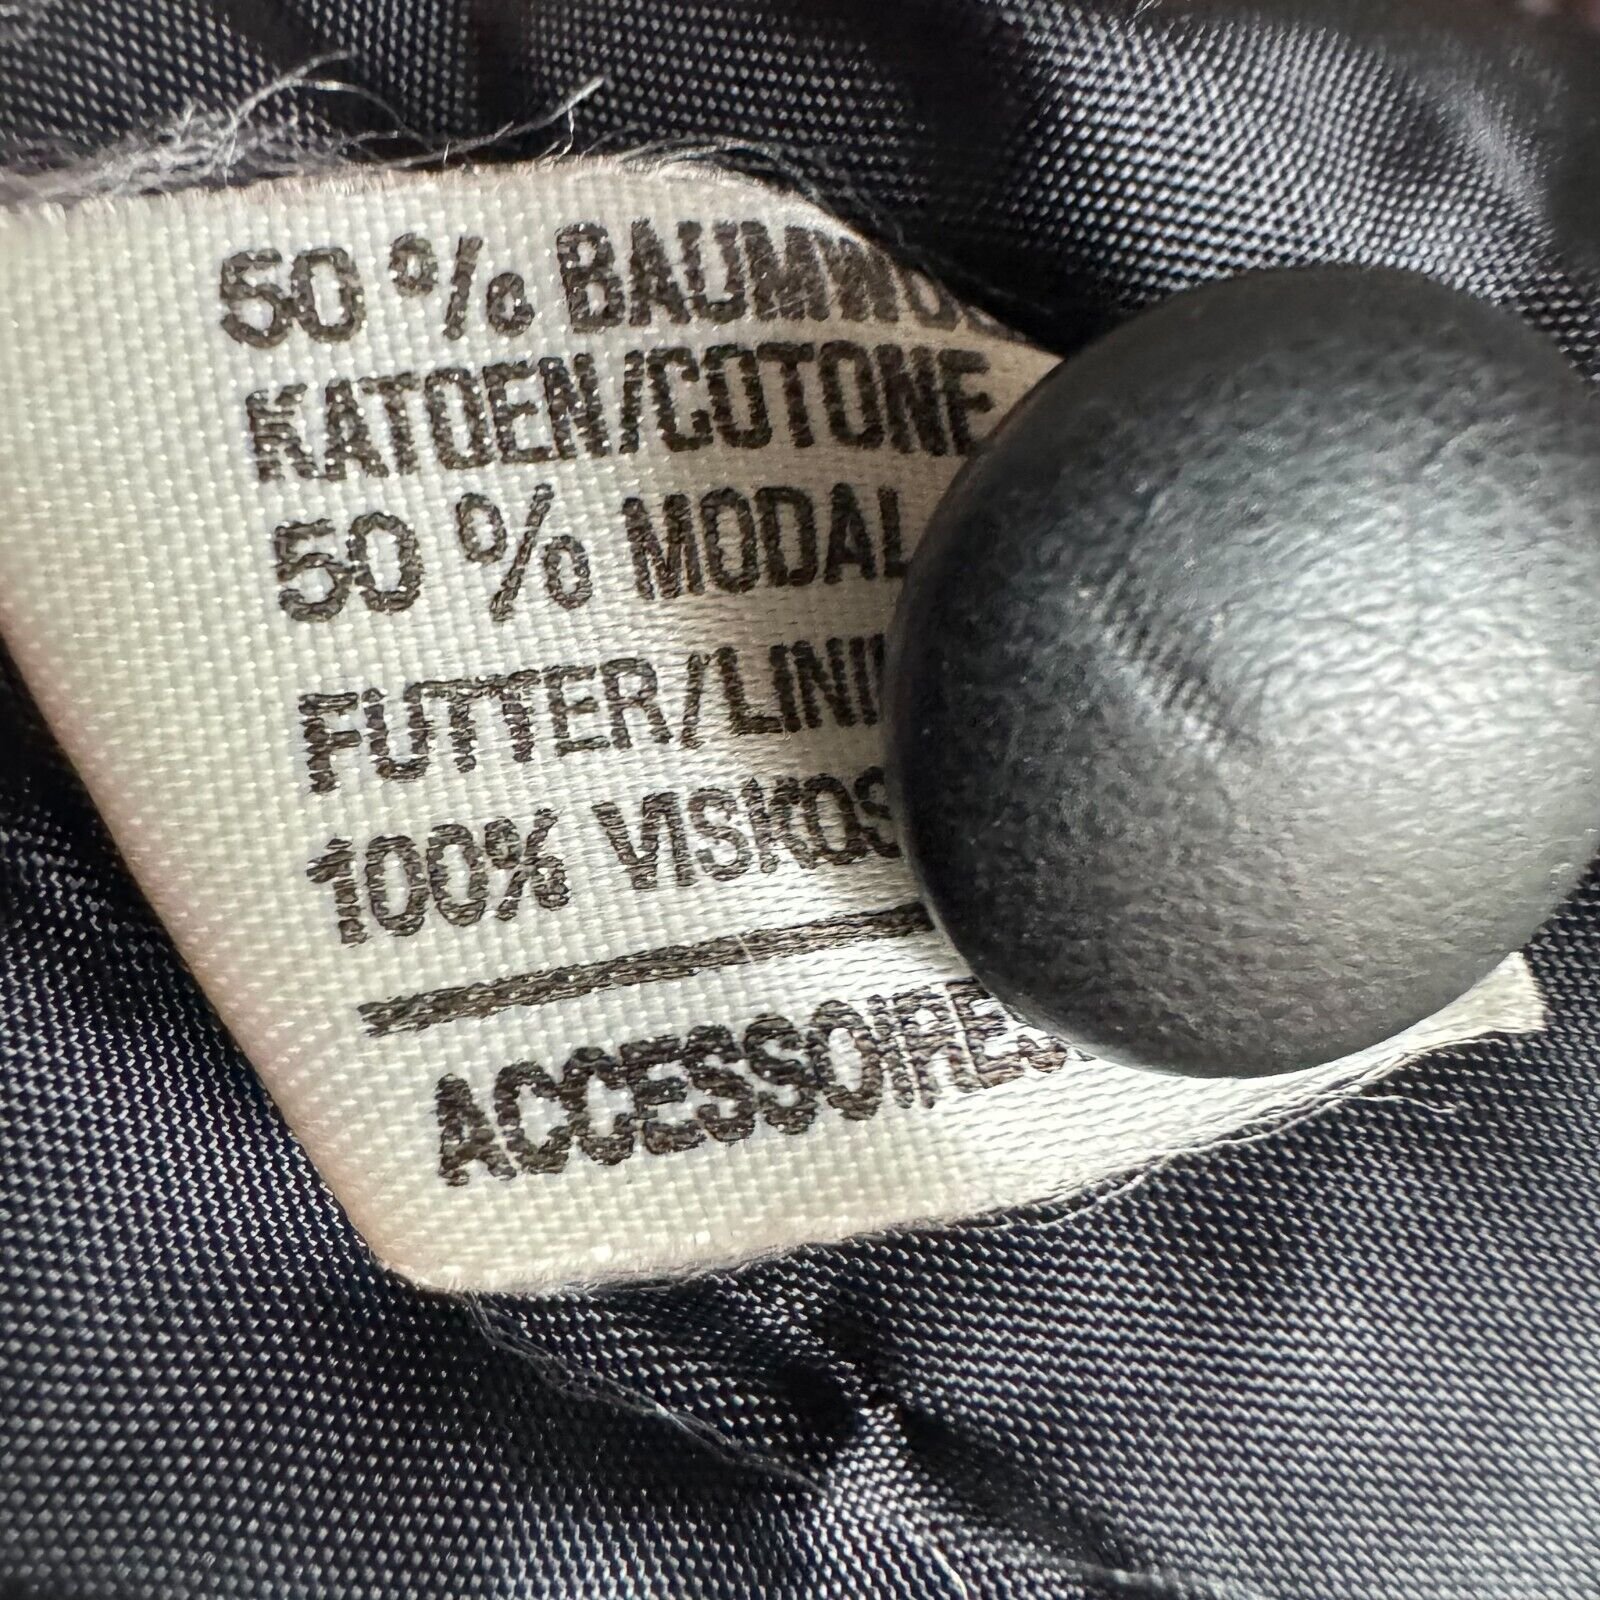 50 % BAUMWO
KATOEN/COTONE
50 % MODAL
FUTTER/LINI
100% VISKOS
ACCESSOIRES